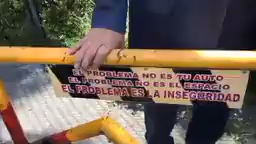 EL PROBLEMA NO ES TU AUTO
EL PROBLEMA NO ES EL ESPACIO
EL PROBLEMA ES LA INSEGURIDAD